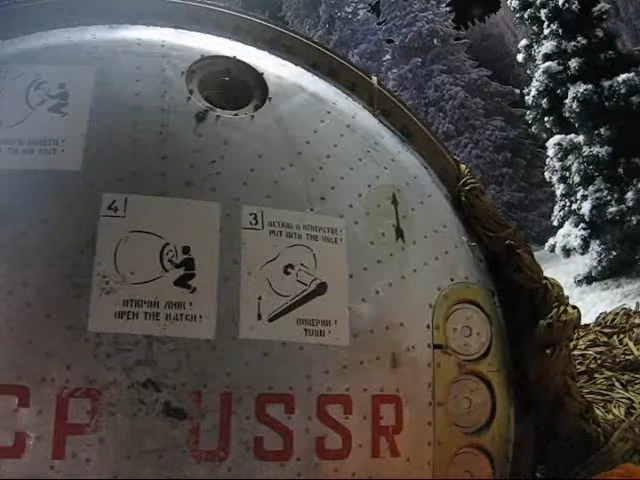 4
ОТКРОЙ ЛЮК!
OPEN THE HATCH!
3
ВСТАВЬ В ОТВЕРСТИЕ!
PUT INTO THE HOLE!
ПОВЕРНИ!
TURN!
СР USSR